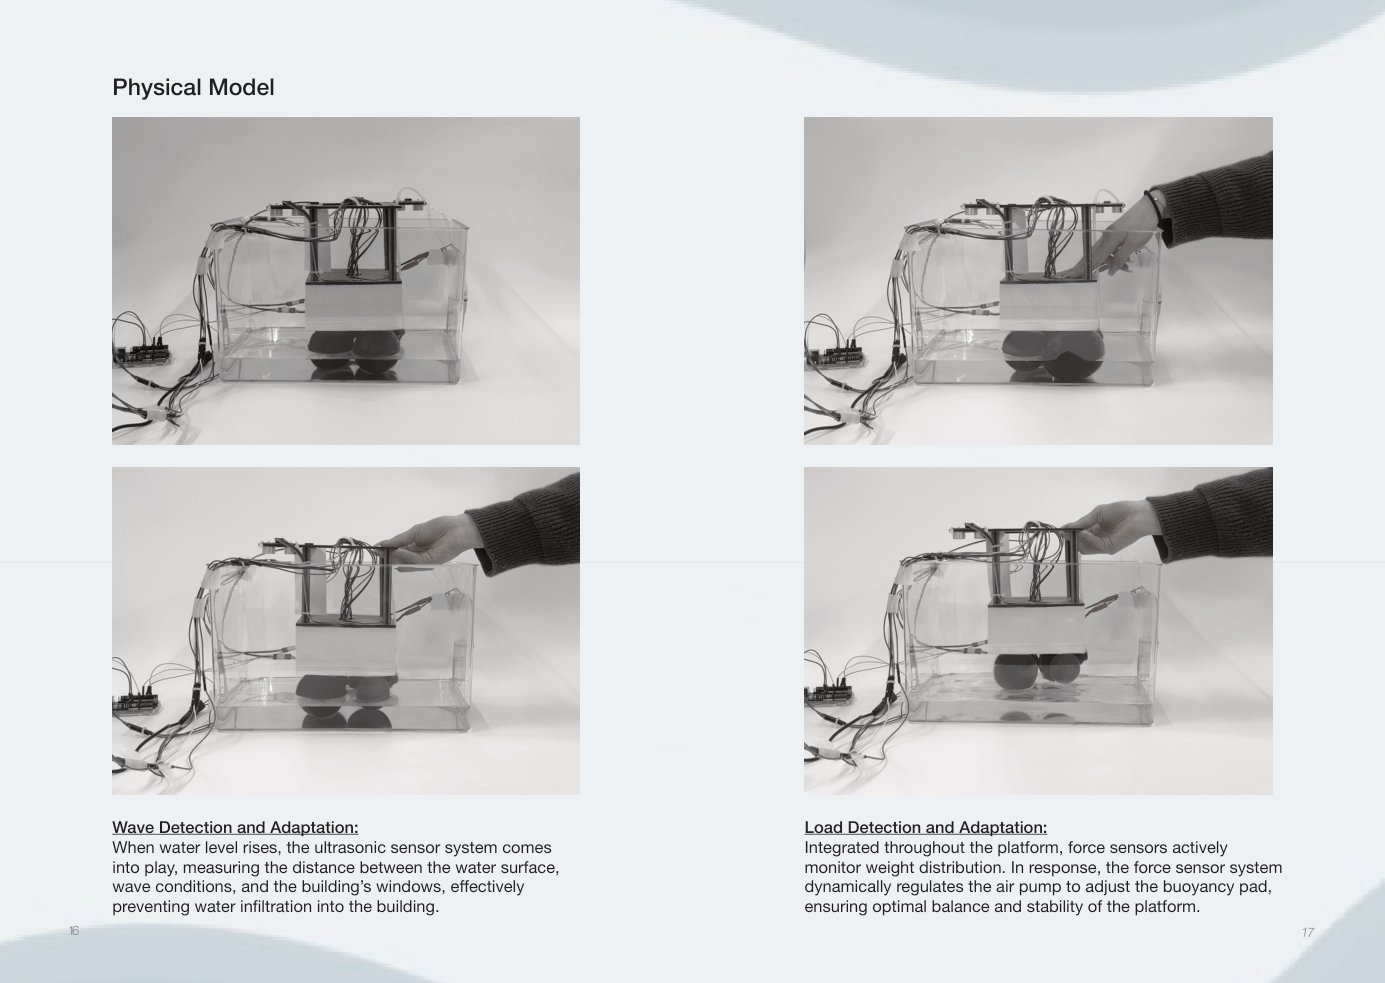 Physical Model
Wave Detection and Adaptation:
When water level rises, the ultrasonic sensor system comes
into play, measuring the distance between the water surface,
wave conditions, and the building's windows, effectively
preventing water infiltration into the building.
16
Load Detection and Adaptation:
Integrated throughout the platform, force sensors actively
monitor weight distribution. In response, the force sensor system
dynamically regulates the air pump to adjust the buoyancy pad,
ensuring optimal balance and stability of the platform.
17